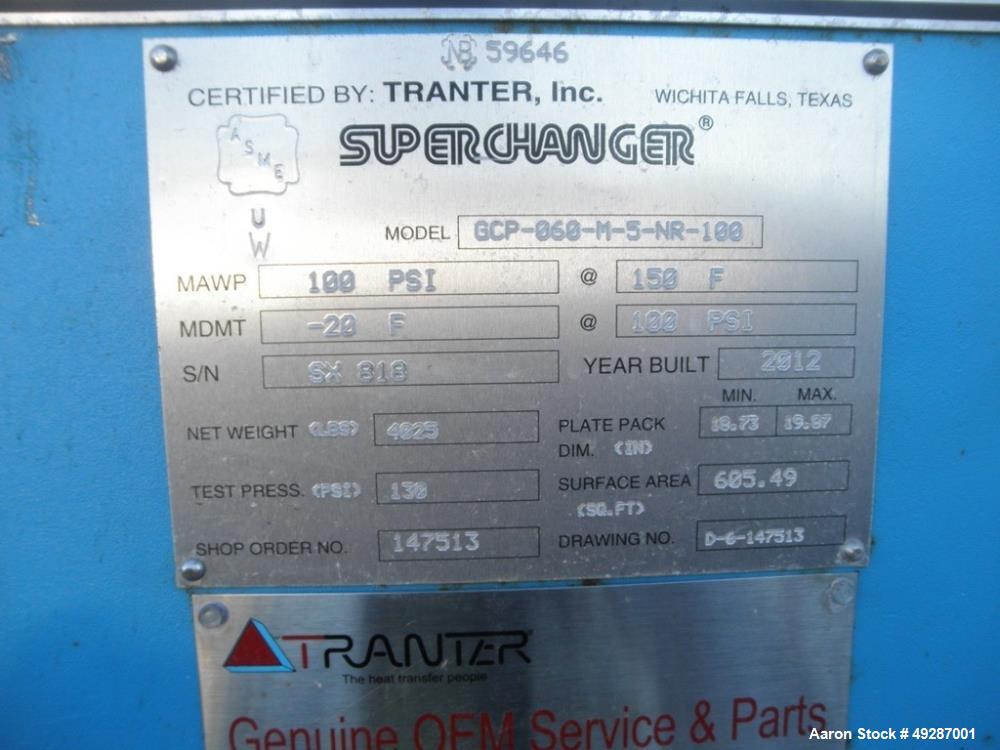 NB 59646
CERTIFIED BY: TRANTER, Inc. WICHITA FALLS, TEXAS
ASME
SUPERCHANGER®
U
W
MODEL GCP-060-M-5-NR-100
MAWP 100 PSI @ 150 F
MDMT -20 F @ 100 PSI
S/N SX 818 YEAR BUILT 2012
MIN. MAX.
NET WEIGHT (LBS) 4025 PLATE PACK 18.73 19.87
DIM. (IN)
TEST PRESS. (PSI) 130 SURFACE AREA 605.49
(SQ.FT)
SHOP ORDER NO. 147513 DRAWING NO. D-6-147513
TRANTER®
The heat transfer people
Genuine OEM Service & Parts
Aaron Stock # 49287001